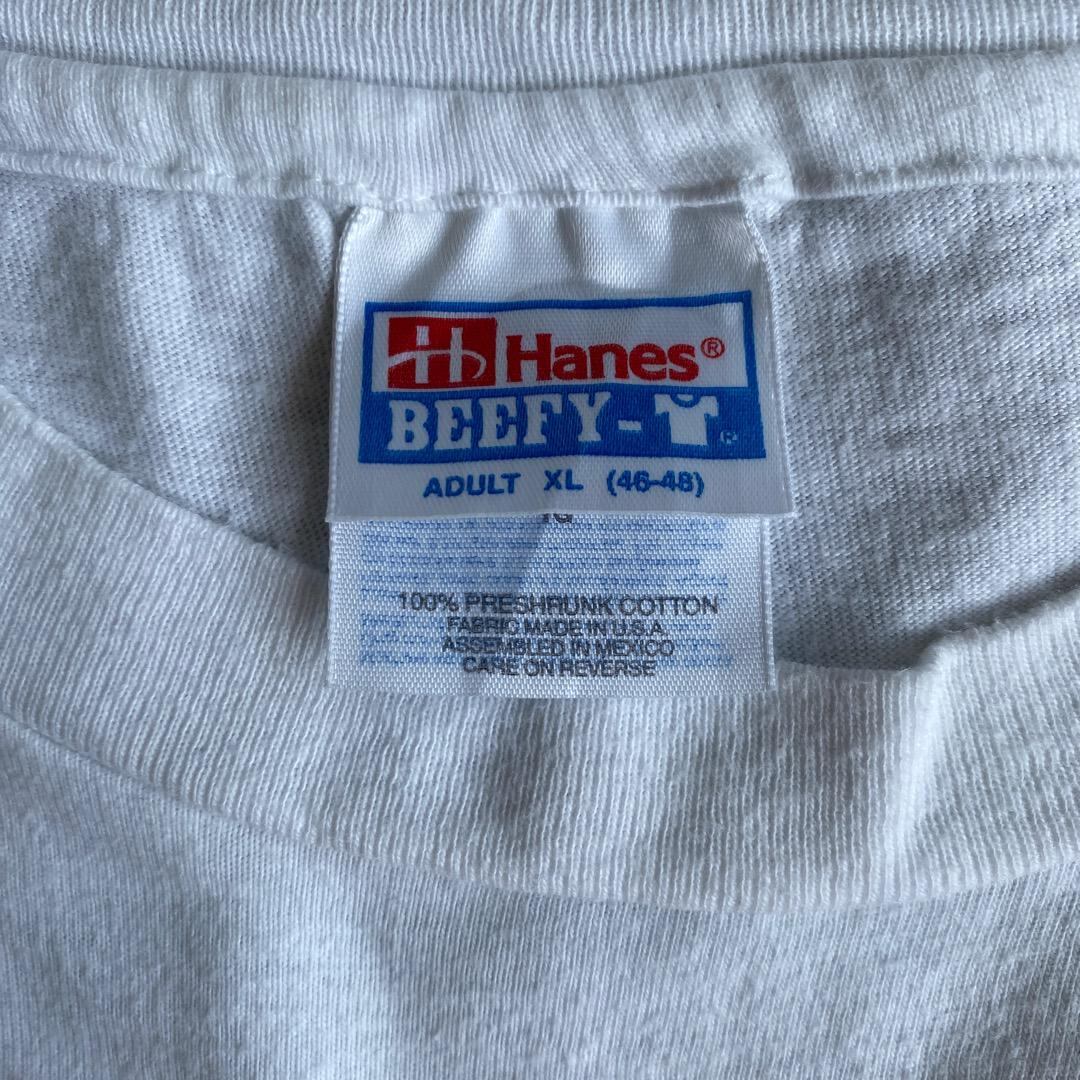 Hanes®
BEEFY-T®
ADULT XL (46-48)
100% PRESHRUNK COTTON
FABRIC MADE IN U.S.A
ASSEMBLED IN MEXICO
CARE ON REVERSE